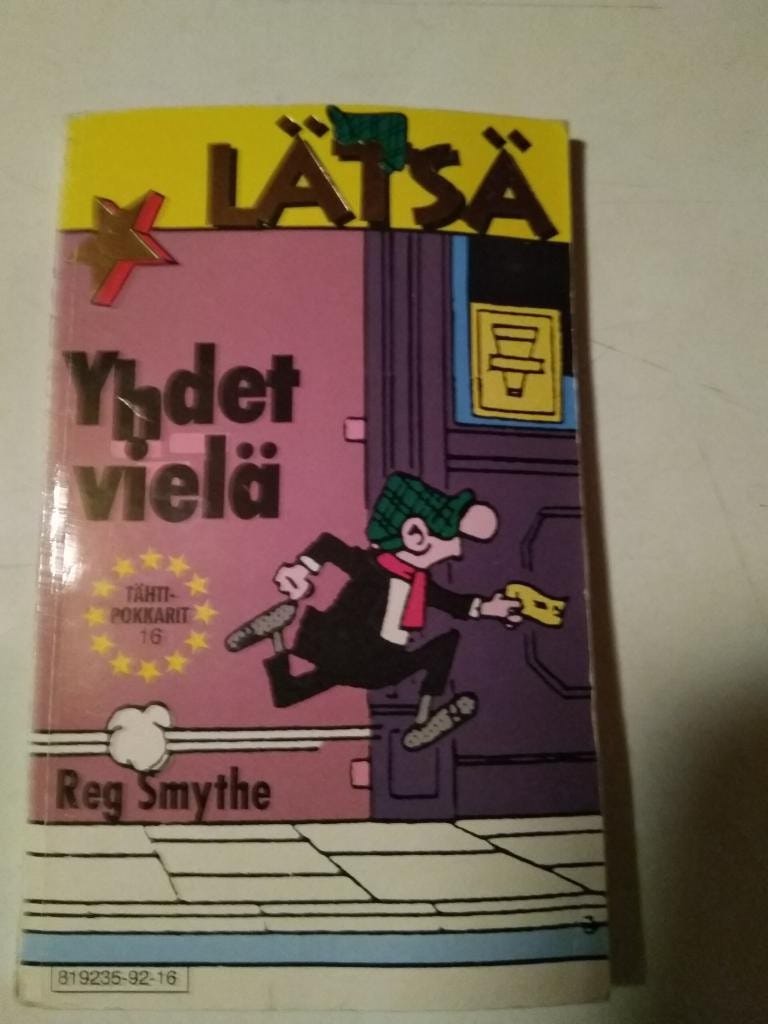 LÄTSÄ
Yhdet
vielä
TÄHTI-
POKKARIT
16
Reg Smythe
819235-92-16